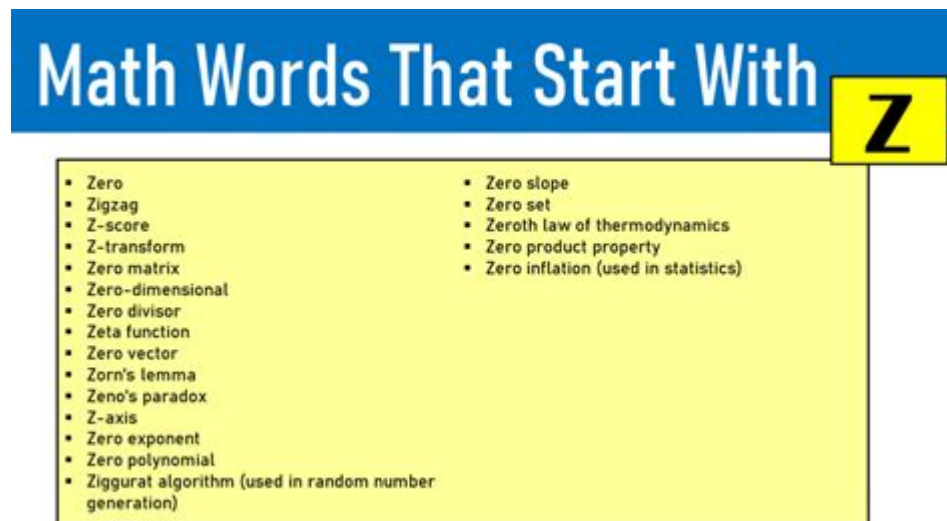 Math Words That Start With
Z
▪ Zero
▪ Zigzag
▪ Z-score
▪ Z-transform
▪ Zero matrix
▪ Zero-dimensional
▪ Zero divisor
▪ Zeta function
▪ Zero vector
▪ Zorn's lemma
▪ Zeno's paradox
▪ Z-axis
▪ Zero exponent
▪ Zero polynomial
▪ Ziggurat algorithm (used in random number
generation)
▪ Zero slope
▪ Zero set
▪ Zeroth law of thermodynamics
▪ Zero product property
▪ Zero inflation (used in statistics)